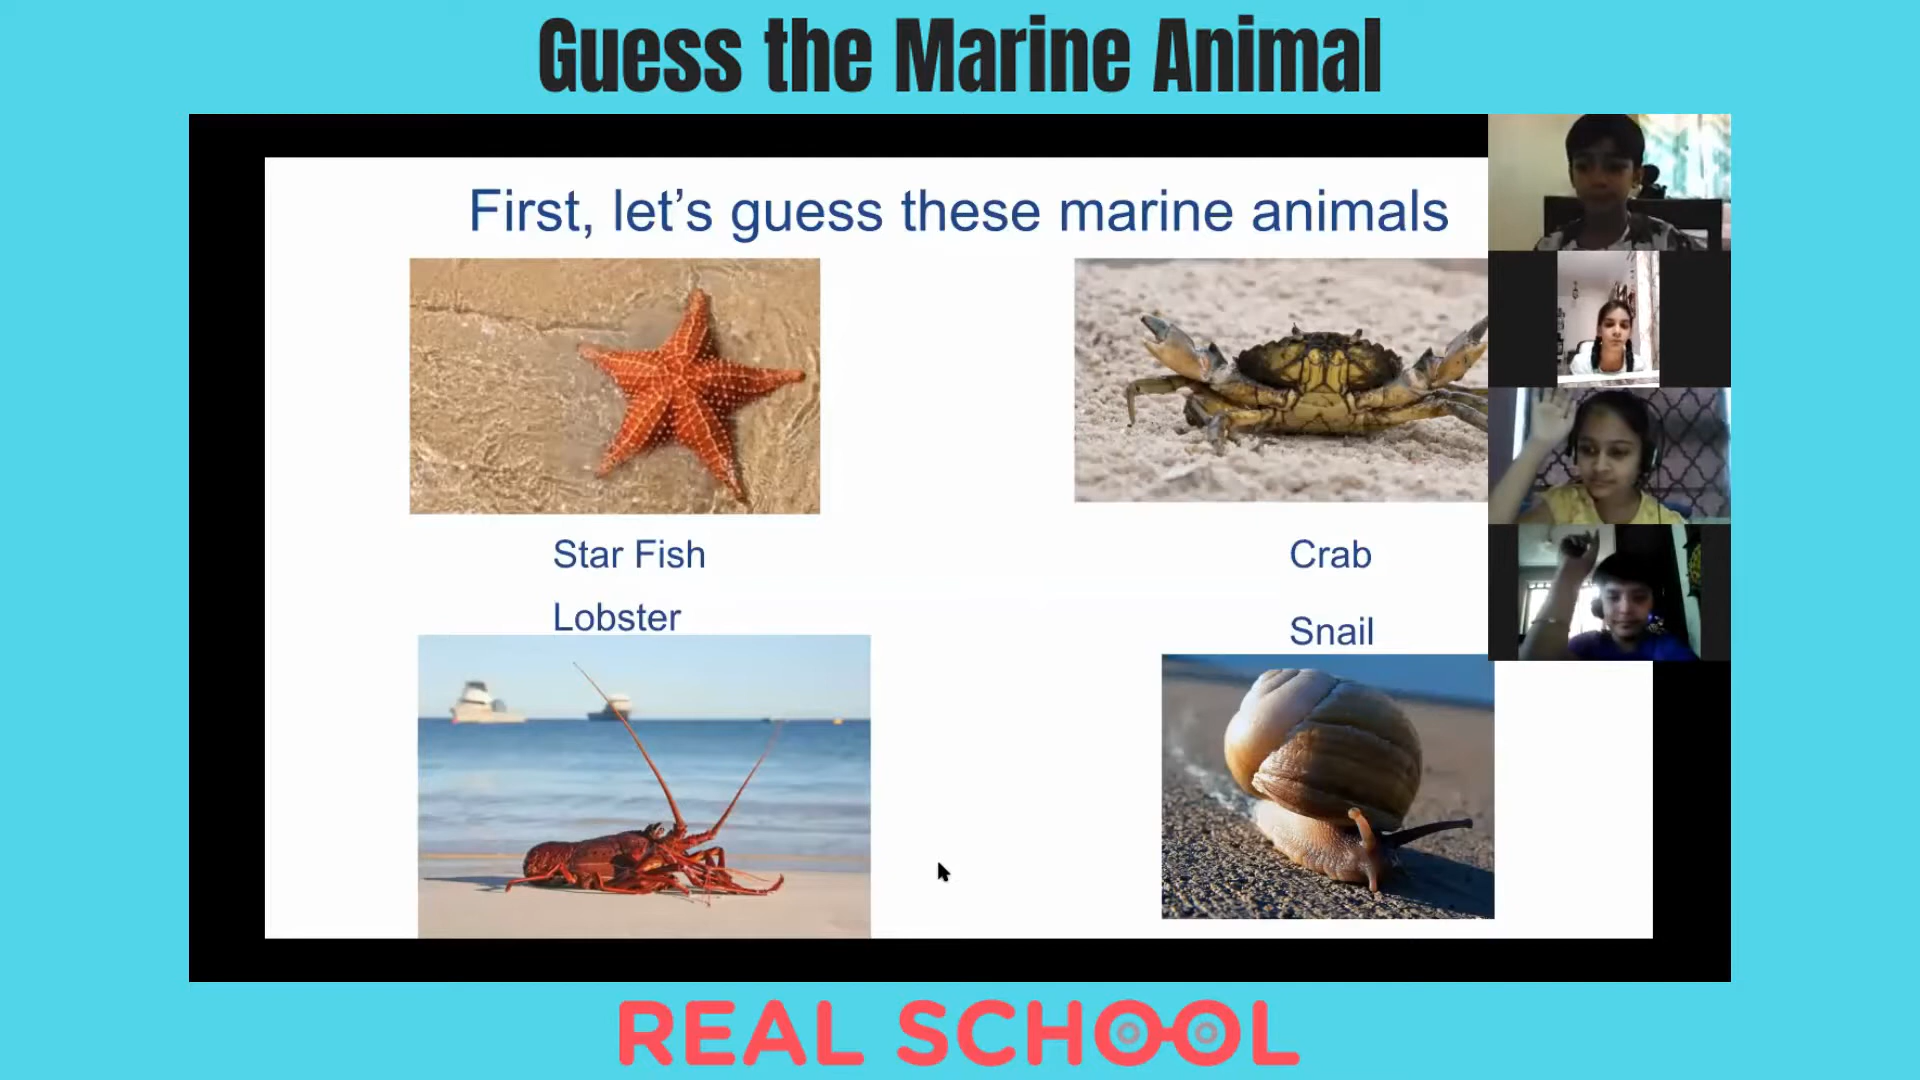 Guess the Marine Animal
First, let’s guess these marine animals
Star Fish
Crab
Lobster
Snail
REAL SCHOOL